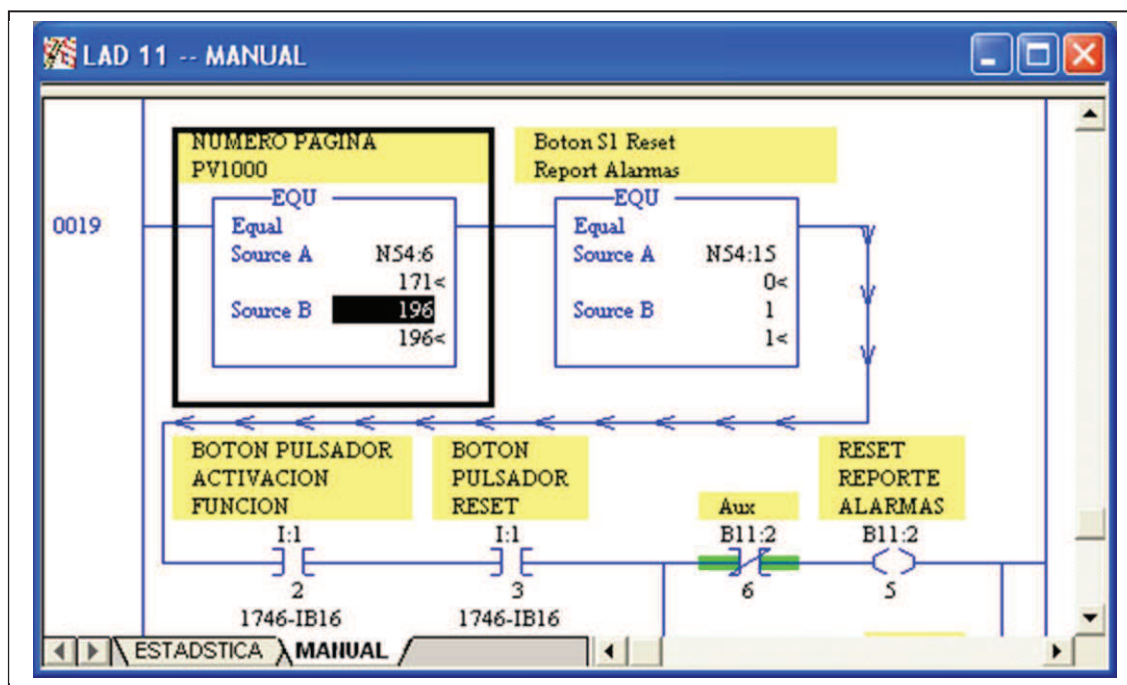 LAD 11 -- MANUAL
NUMERO PAGINA
PV1000
Boton S1 Reset
Report Alarmas
0019
EQU
Equal
Source A N54:6
171<
Source B 196
196<
EQU
Equal
Source A N54:15
0<
Source B 1
1<
BOTON PULSADOR
ACTIVACION
FUNCION
I:1
2
1746-IB16
BOTON
PULSADOR
RESET
I:1
3
1746-IB16
Aux
B11:2
6
RESET
REPORTE
ALARMAS
B11:2
5
ESTADSTICA MANUAL